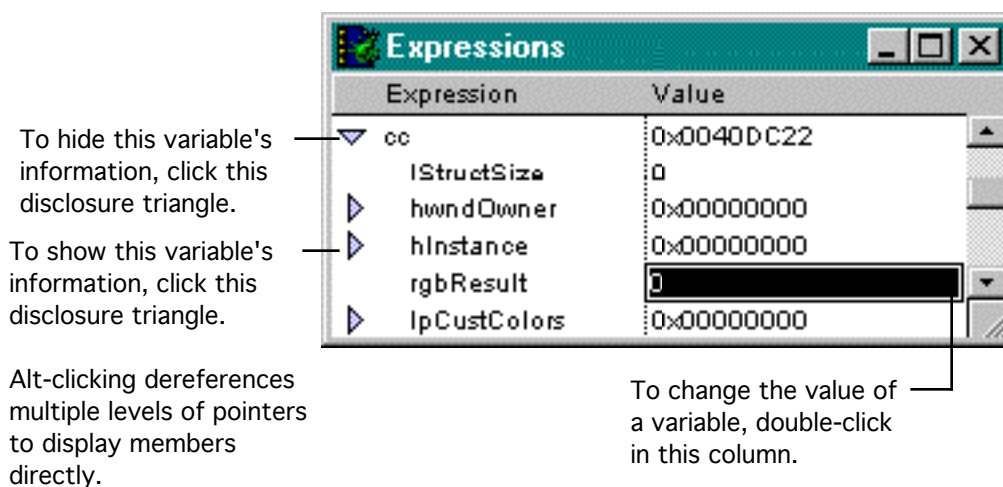 Expressions
Expression Value
cc 0x0040DC22
lStructSize 0
hwndOwner 0x00000000
hInstance 0x00000000
rgbResult 0
lpCustColors 0x00000000
To hide this variable's
information, click this
disclosure triangle.
To show this variable's
information, click this
disclosure triangle.
Alt-clicking dereferences
multiple levels of pointers
to display members
directly.
To change the value of
a variable, double-click
in this column.